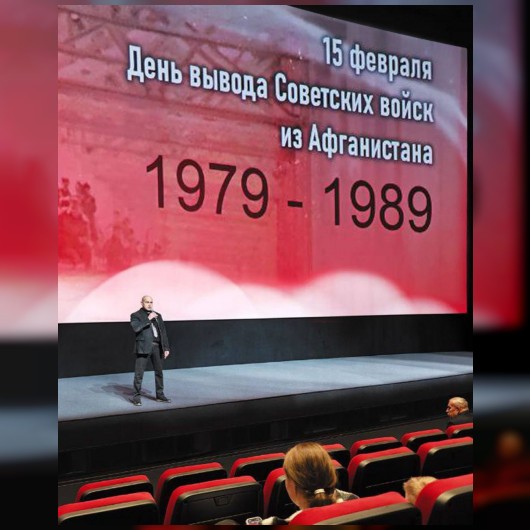 15 февраля
День вывода Советских войск
из Афганистана
1979 - 1989